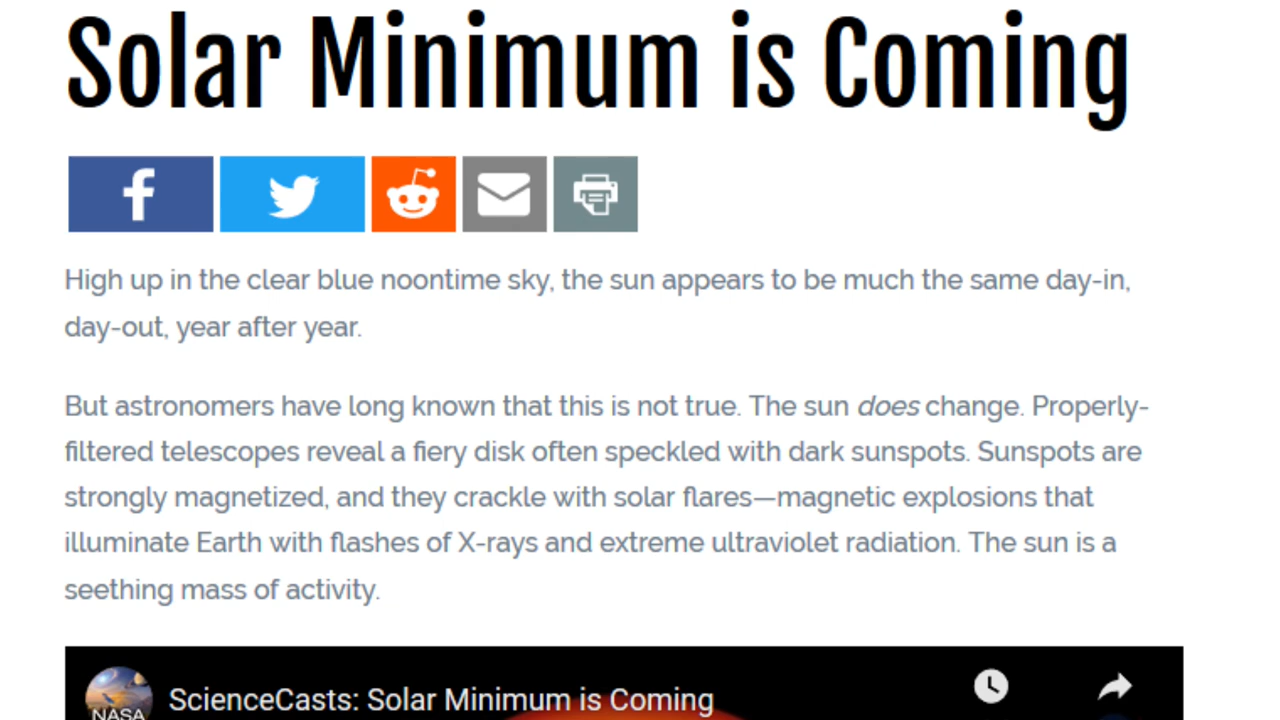 Solar Minimum is Coming
High up in the clear blue noontime sky, the sun appears to be much the same day-in,
day-out, year after year.
But astronomers have long known that this is not true. The sun does change. Properly-
filtered telescopes reveal a fiery disk often speckled with dark sunspots. Sunspots are
strongly magnetized, and they crackle with solar flares—magnetic explosions that
illuminate Earth with flashes of X-rays and extreme ultraviolet radiation. The sun is a
seething mass of activity.
NASA
ScienceCasts: Solar Minimum is Coming